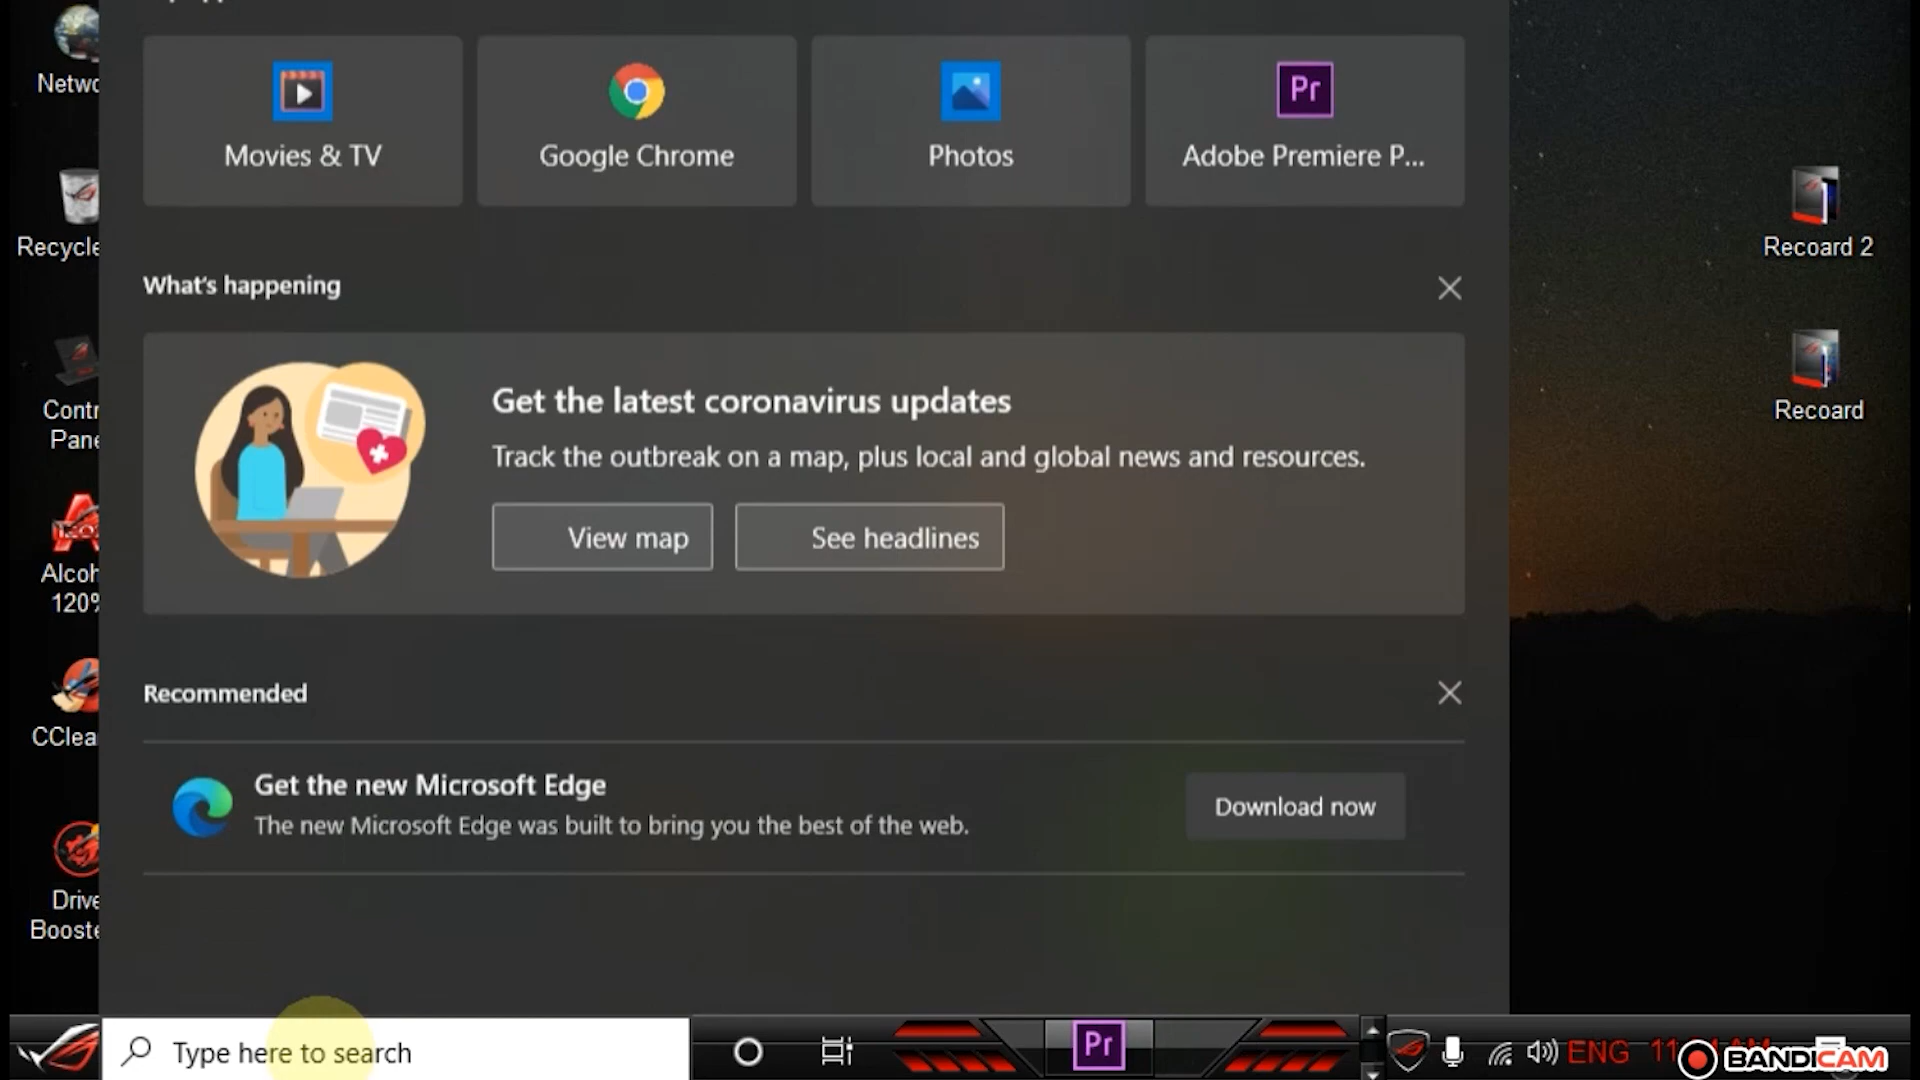 Movies & TV
Google Chrome
Pr
Photos
Adobe Premiere P...
What's happening
Get the latest coronavirus updates
Track the outbreak on a map, plus local and global news and resources.
View map
See headlines
Recommended
Get the new Microsoft Edge
The new Microsoft Edge was built to bring you the best of the web.
Download now
Netwo
Recycle
Contr
Pane
Alcoh
120%
CClea
Drive
Booste
Recoard 2
Recoard
Type here to search
Pr
ENG
BANDICAM